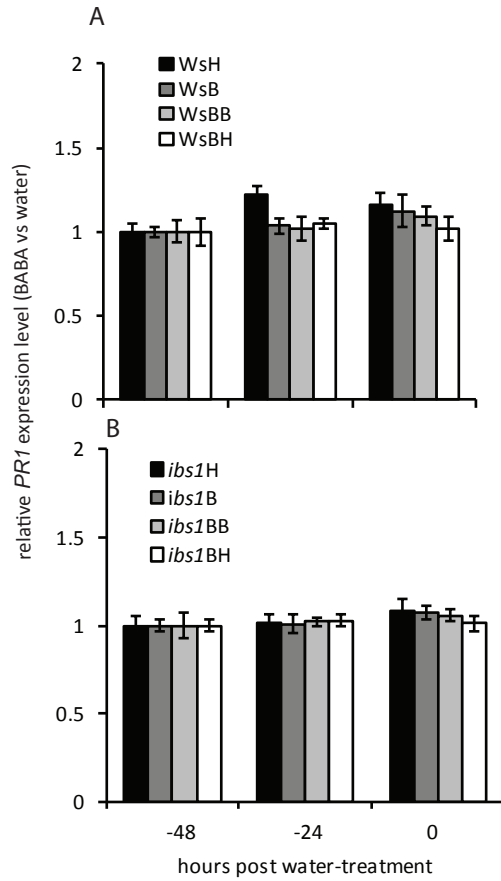 A
2
1.5
1
0.5
0
WsH
WsB
WsBB
WsBH
relative PR1 expression level (BABA vs water)
B
2
1.5
1
0.5
0
ibs1H
ibs1B
ibs1BB
ibs1BH
-48 -24 0
hours post water-treatment